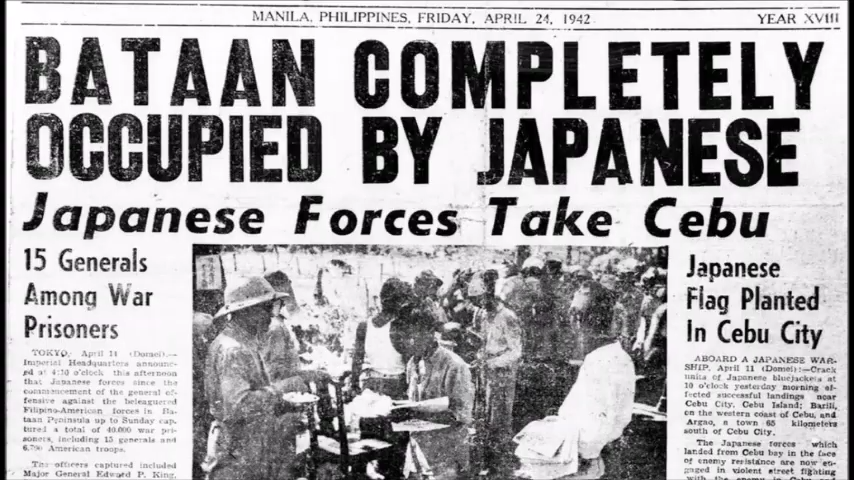 MANILA, PHILIPPINES, FRIDAY, APRIL 24, 1942
YEAR XVIII
BATAAN COMPLETELY
OCCUPIED BY JAPANESE
Japanese Forces Take Cebu
15 Generals
Among War
Prisoners
TOKYO, April 14 (Domei).—
Imperial Headquarters announc-
ed at 4:10 o'clock this afternoon
that Japanese forces since the
commencement of the general of-
fensive against the beleaguered
Filipino-American forces in Ba-
taan Peninsula up to Sunday cap-
tured a total of 40,000 war pri-
soners, including 15 generals and
American troops.
The officers captured included
Major General Edward P. King,
Japanese
Flag Planted
In Cebu City
ABOARD A JAPANESE WAR-
SHIP, April 11 (Domei):—Crack
units of Japanese bluejackets at
10 o'clock yesterday morning ef-
fected successful landings near
Cebu City, Cebu Island; Barili,
on the western coast of Cebu, and
Argao, a town 65 kilometers
south of Cebu City.
The Japanese forces which
landed from Cebu bay in the face
of enemy resistance are now en-
gaged in violent street fighting
with the enemy in Cebu and